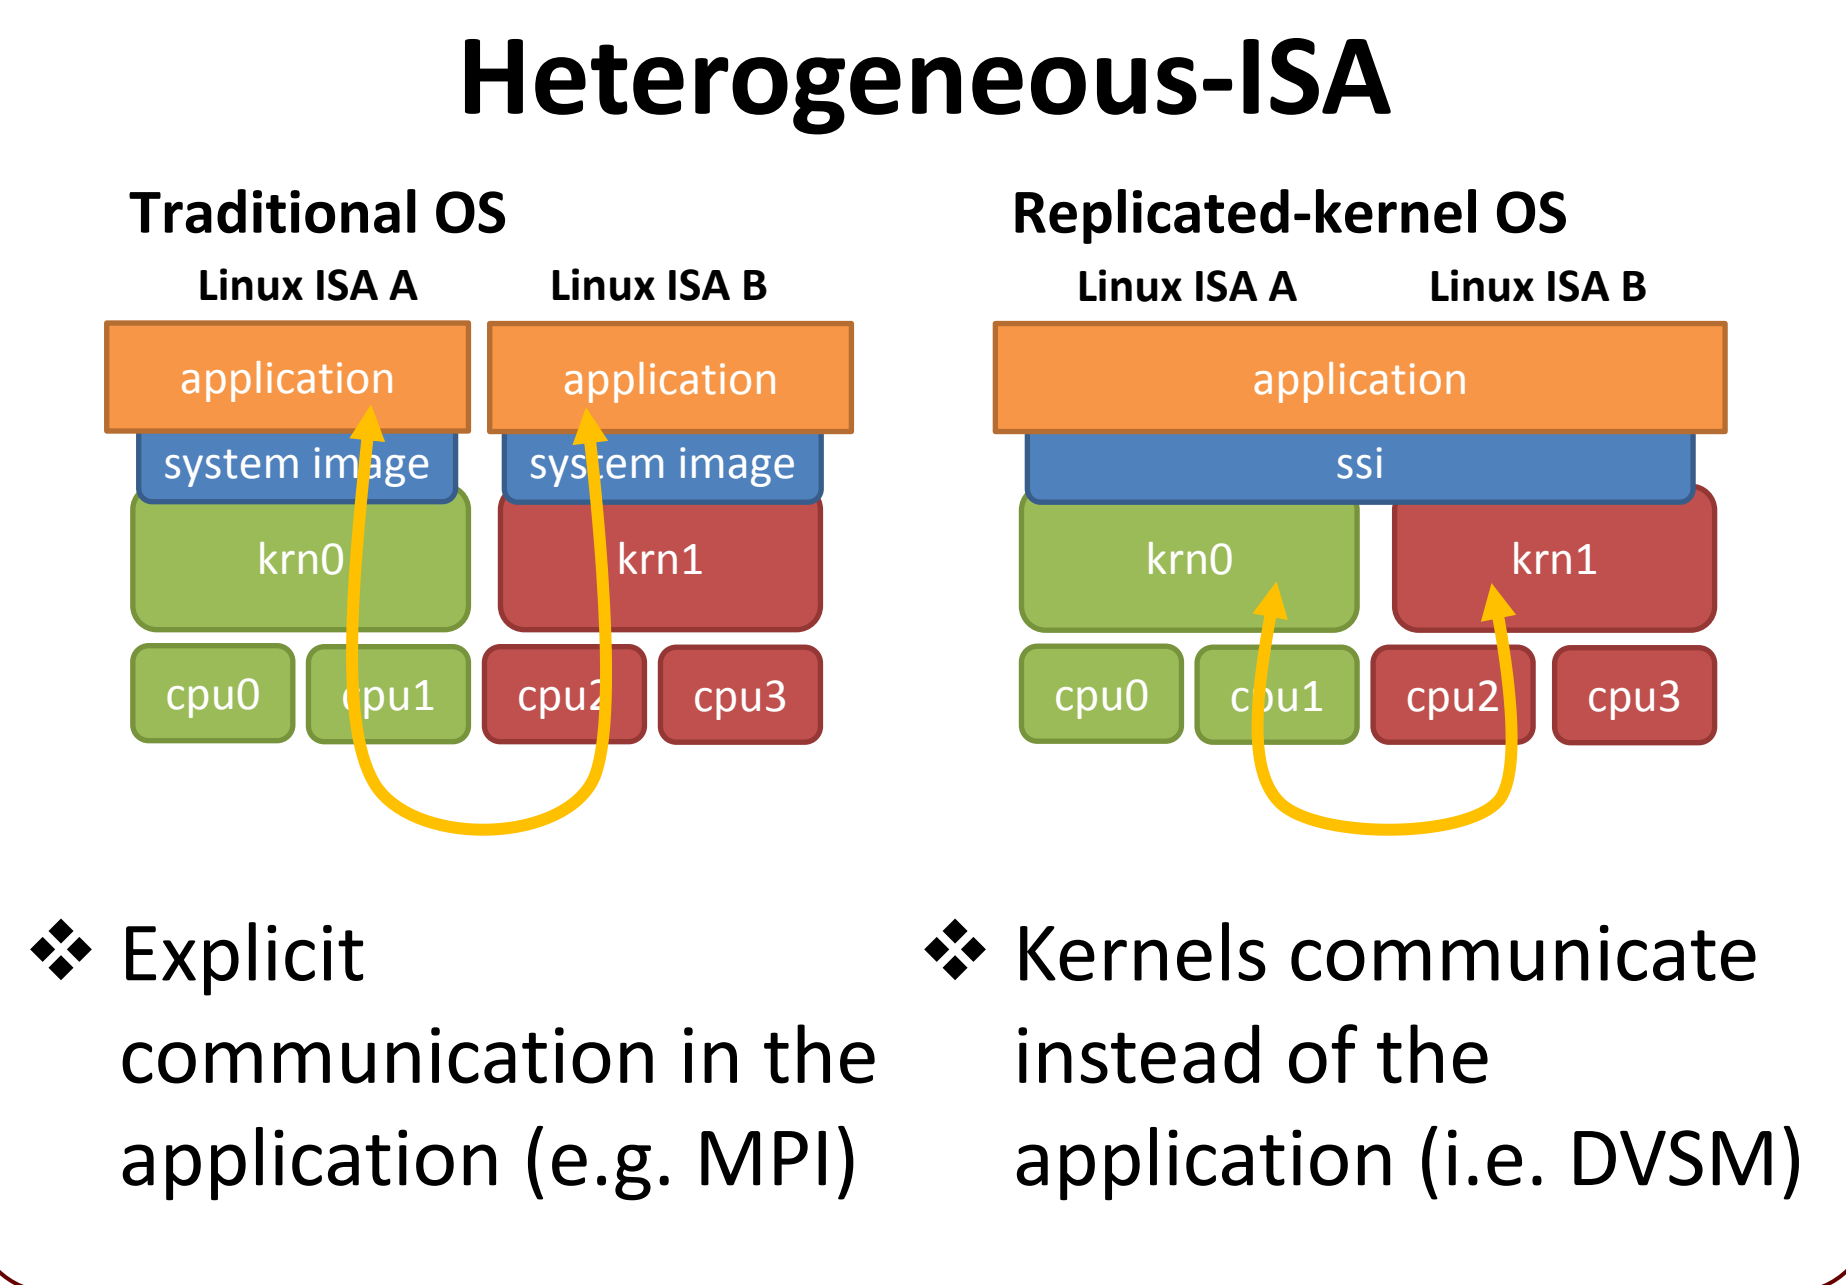 Heterogeneous-ISA
Traditional OS
Linux ISA A
Linux ISA B
application
application
system image
system image
krn0
krn1
cpu0
cpu1
cpu2
cpu3
❖ Explicit
communication in the
application (e.g. MPI)
Replicated-kernel OS
Linux ISA A
Linux ISA B
application
ssi
krn0
krn1
cpu0
cpu1
cpu2
cpu3
❖ Kernels communicate
instead of the
application (i.e. DVSM)